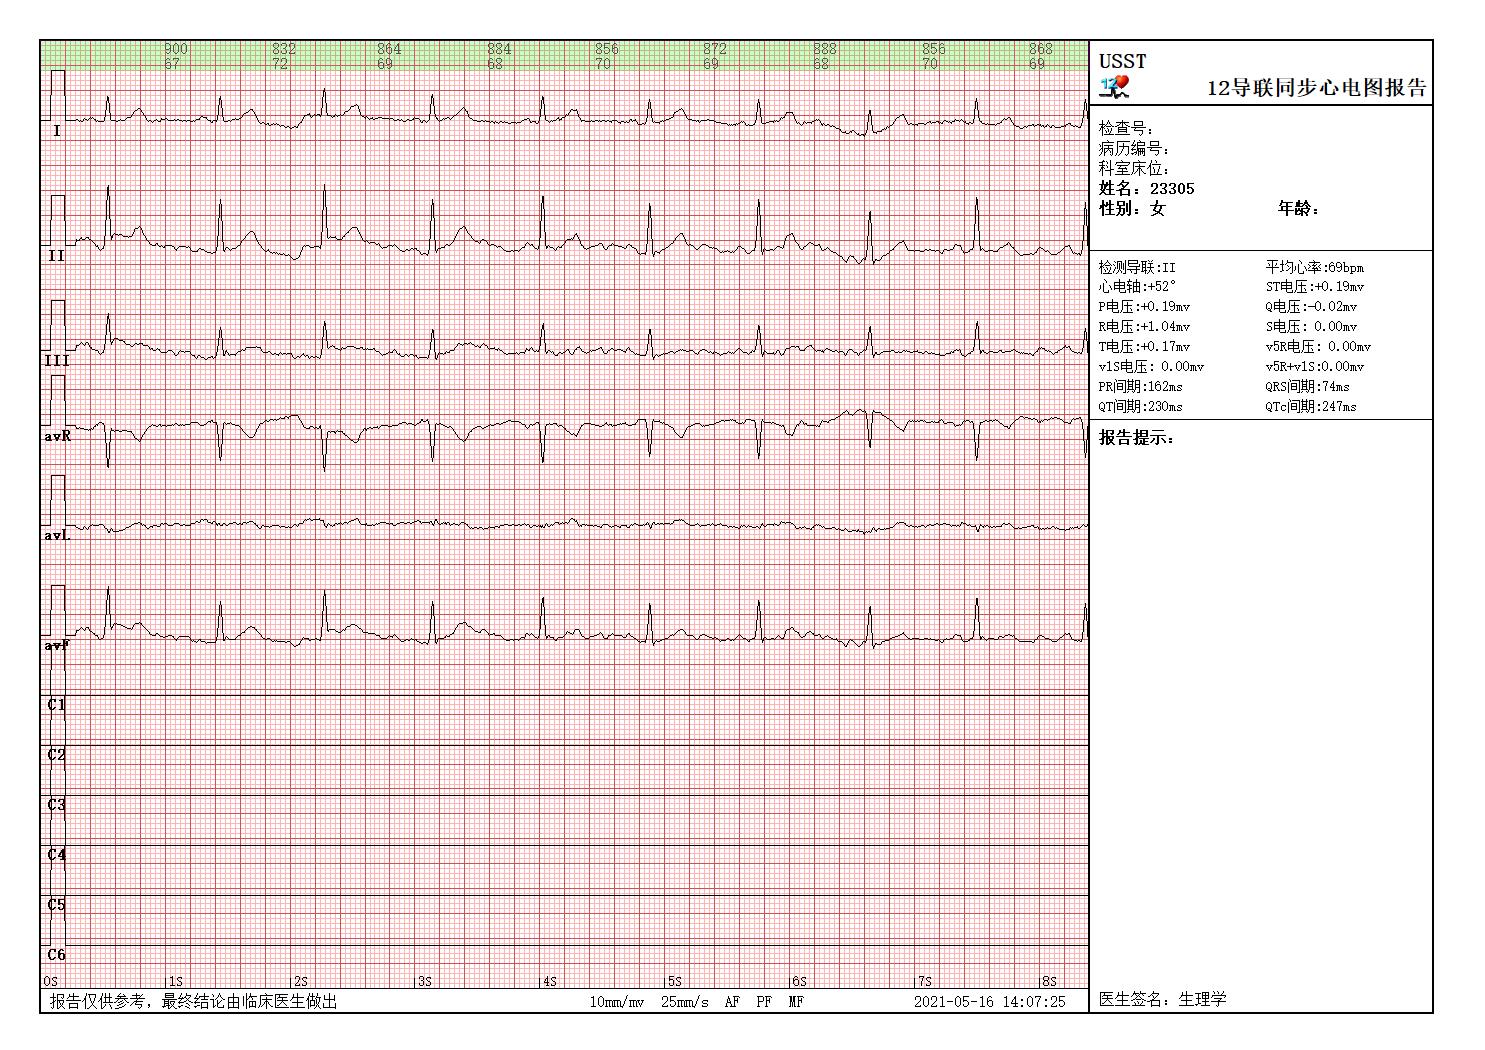 900 832 864 884 856 872 888 856 868
67 72 69 68 70 69 68 70 69
I
II
III
avR
avL
avF
C1
C2
C3
C4
C5
C6
0S 1S 2S 3S 4S 5S 6S 7S 8S
报告仅供参考，最终结论由临床医生做出 10mm/mv 25mm/s AF PF MF 2021-05-16 14:07:25
USST
12
12导联同步心电图报告
检查号：
病历编号：
科室床位：
姓名：23305
性别：女 年龄：
检测导联:II 平均心率:69bpm
心电轴:+52° ST电压:+0.19mv
P电压:+0.19mv Q电压:-0.02mv
R电压:+1.04mv S电压: 0.00mv
T电压:+0.17mv v5R电压: 0.00mv
v1S电压: 0.00mv v5R+v1S:0.00mv
PR间期:162ms QRS间期:74ms
QT间期:230ms QTc间期:247ms
报告提示：
医生签名：生理学